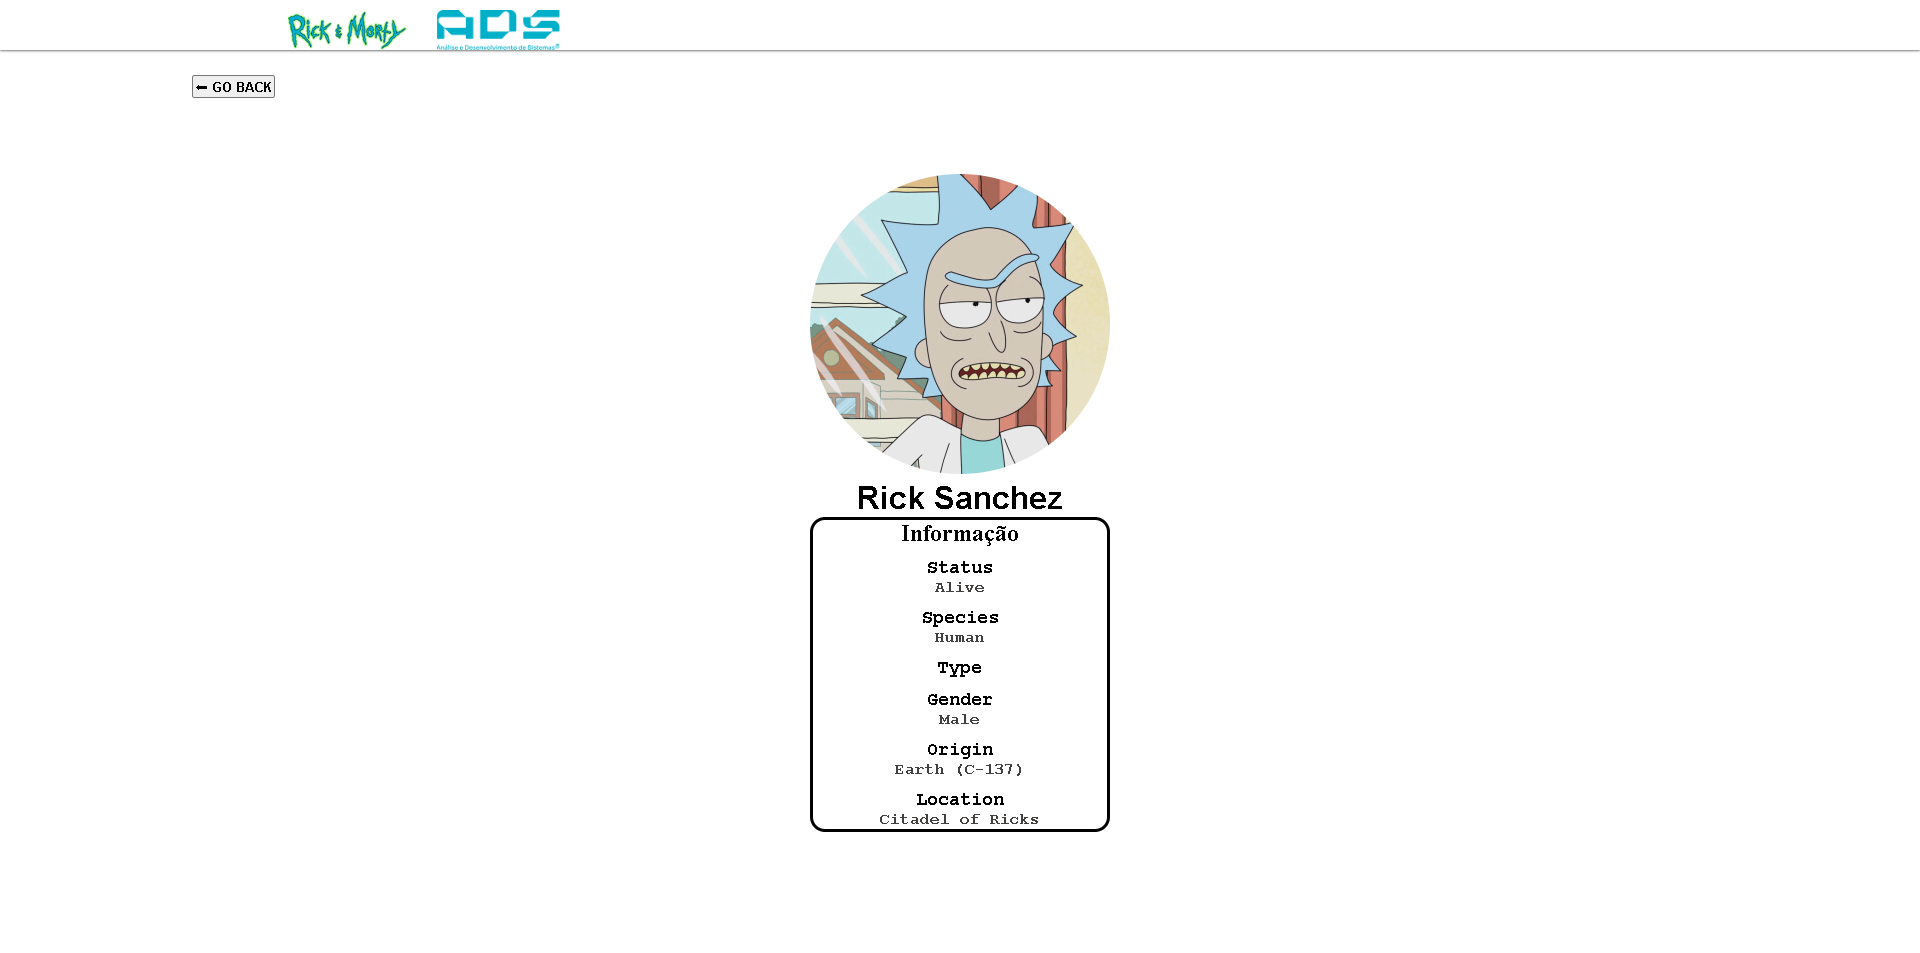 Rick & Morty ADS
Análise e Desenvolvimento de Sistemas®
← GO BACK
Rick Sanchez
Informação
Status
Alive
Species
Human
Type
Gender
Male
Origin
Earth (C-137)
Location
Citadel of Ricks